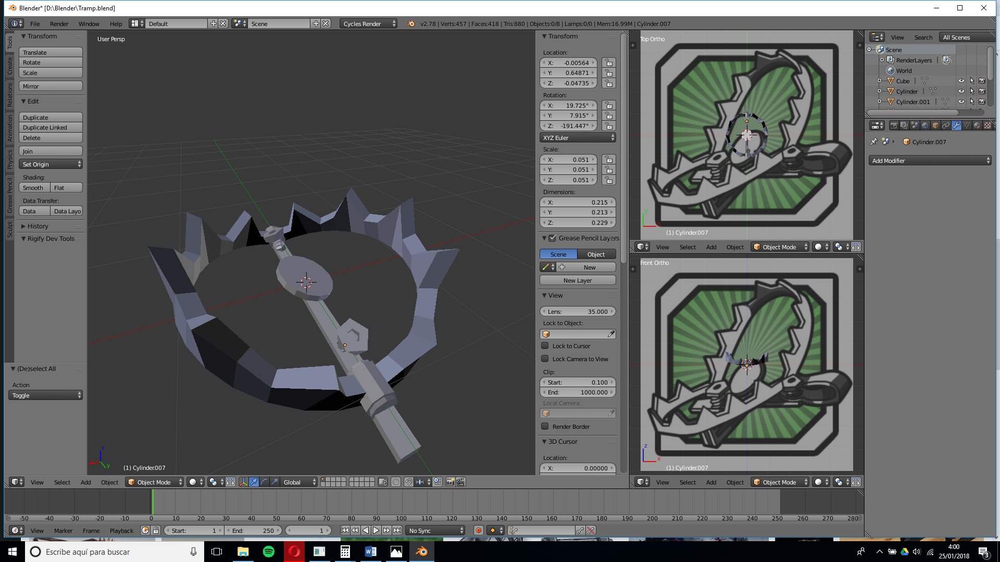 Blender* [D:\Blender\Tramp.blend]
File Render Window Help Default Scene Cycles Render v2.78 | Verts:457 | Faces:418 | Tris:880 | Objects:0/8 | Lamps:0/0 | Mem:16.99M | Cylinder.007
Tools
Create
Relations
Animation
Physics
Grease Pencil
Sculpt
Transform
Translate
Rotate
Scale
Mirror
Edit
Duplicate
Duplicate Linked
Delete
Join
Set Origin
Shading:
Smooth Flat
Data Transfer:
Data Data Layo
History
Rigify Dev Tools
(De)select All
Action
Toggle
User Persp
z
x
y
(1) Cylinder.007
View Select Add Object Object Mode Global
Transform
Location:
X: -0.00564
Y: 0.64871
Z: -0.04735
Rotation:
X: 19.725°
Y: 7.915°
Z: -191.447°
XYZ Euler
Scale:
X: 0.051
Y: 0.051
Z: 0.051
Dimensions:
X: 0.215
Y: 0.213
Z: 0.229
Grease Pencil Layers
Scene Object
New
New Layer
View
Lens: 35.000
Lock to Object:
Lock to Cursor
Lock Camera to View
Clip:
Start: 0.100
End: 1000.000
Local Camera:
Render Border
3D Cursor
Location:
X: 0.00000
Top Ortho
y
x
(1) Cylinder.007
View Select Add Object Object Mode
Front Ortho
z
x
(1) Cylinder.007
View Select Add Object Object Mode
View Search All Scenes
Scene
RenderLayers |
World
Cube |
Cylinder |
Cylinder.001 |
Cylinder.007
Add Modifier
-50 -40 -30 -20 -10 0 10 20 30 40 50 60 70 80 90 100 110 120 130 140 150 160 170 180 190 200 210 220 230 240 250 260 270 280
View Marker Frame Playback Start: 1 End: 250 1 No Sync
Escribe aquí para buscar
4:00
25/01/2018
3